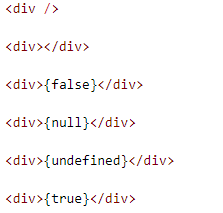 <div />
<div></div>
<div>{false}</div>
<div>{null}</div>
<div>{undefined}</div>
<div>{true}</div>